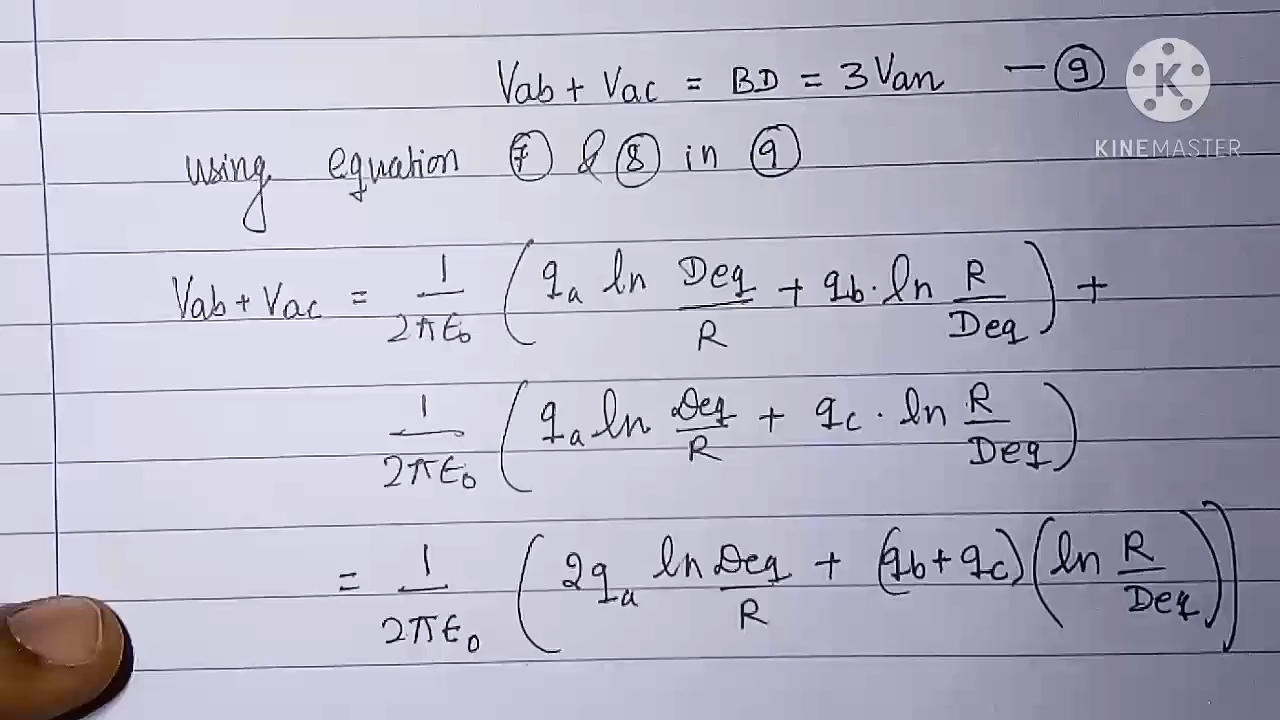 Vab + Vac = BD = 3Van — ⑨
K
KINEMASTER
using equation ⑦ & ⑧ in ⑨
Vab + Vac = 1/2πε₀ (qₐ ln Deq/R + qb · ln R/Deq) +
1/2πε₀ (qₐ ln Deq/R + qc · ln R/Deq)
= 1/2πε₀ (2qₐ ln Deq/R + (qb + qc)(ln R/Deq))